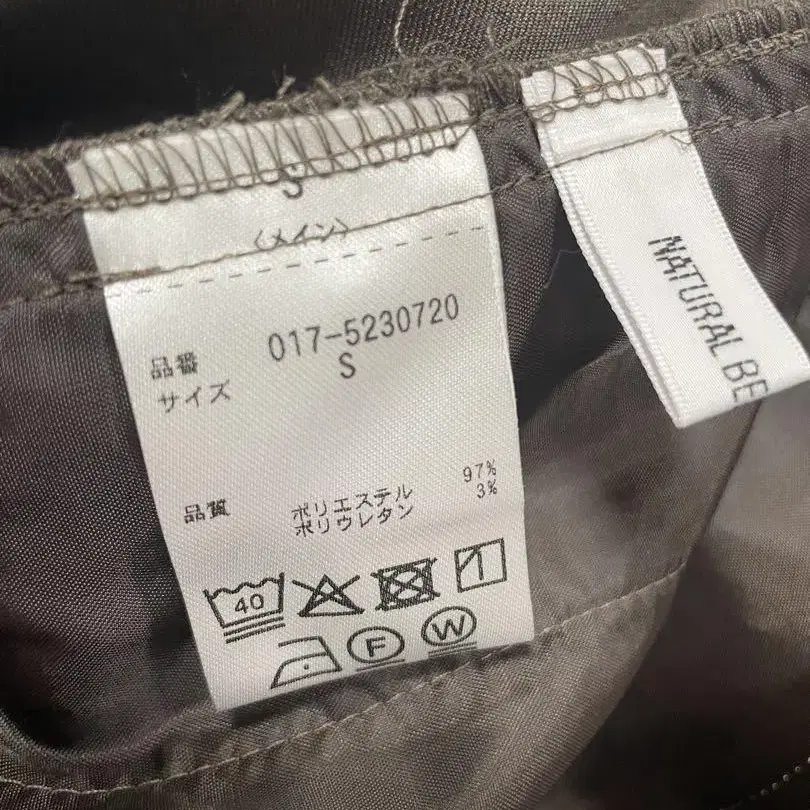 S
〈メイン〉
品番 017-5230720
サイズ S
品質 ポリエステル 97%
ポリウレタン 3%
40
F
W
NATURAL BE